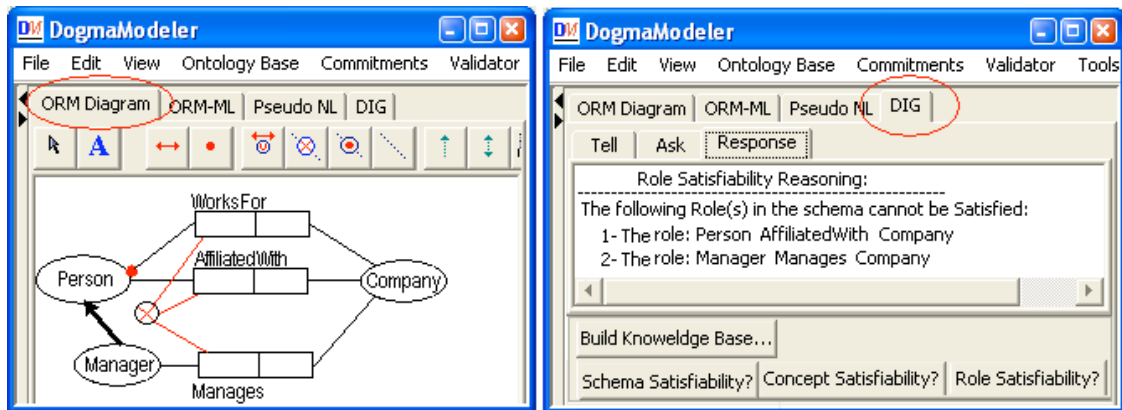 DM DogmaModeler
File Edit View Ontology Base Commitments Validator
ORM Diagram ORM-ML Pseudo NL DIG
A
WorksFor
AffiliatedWith
Person
Company
Manager
Manages
DM DogmaModeler
File Edit View Ontology Base Commitments Validator Tools
ORM Diagram ORM-ML Pseudo NL DIG
Tell Ask Response
Role Satisfiability Reasoning:
The following Role(s) in the schema cannot be Satisfied:
1- The role: Person AffiliatedWith Company
2- The role: Manager Manages Company
Build Knoweldge Base...
Schema Satisfiability? Concept Satisfiability? Role Satisfiability?